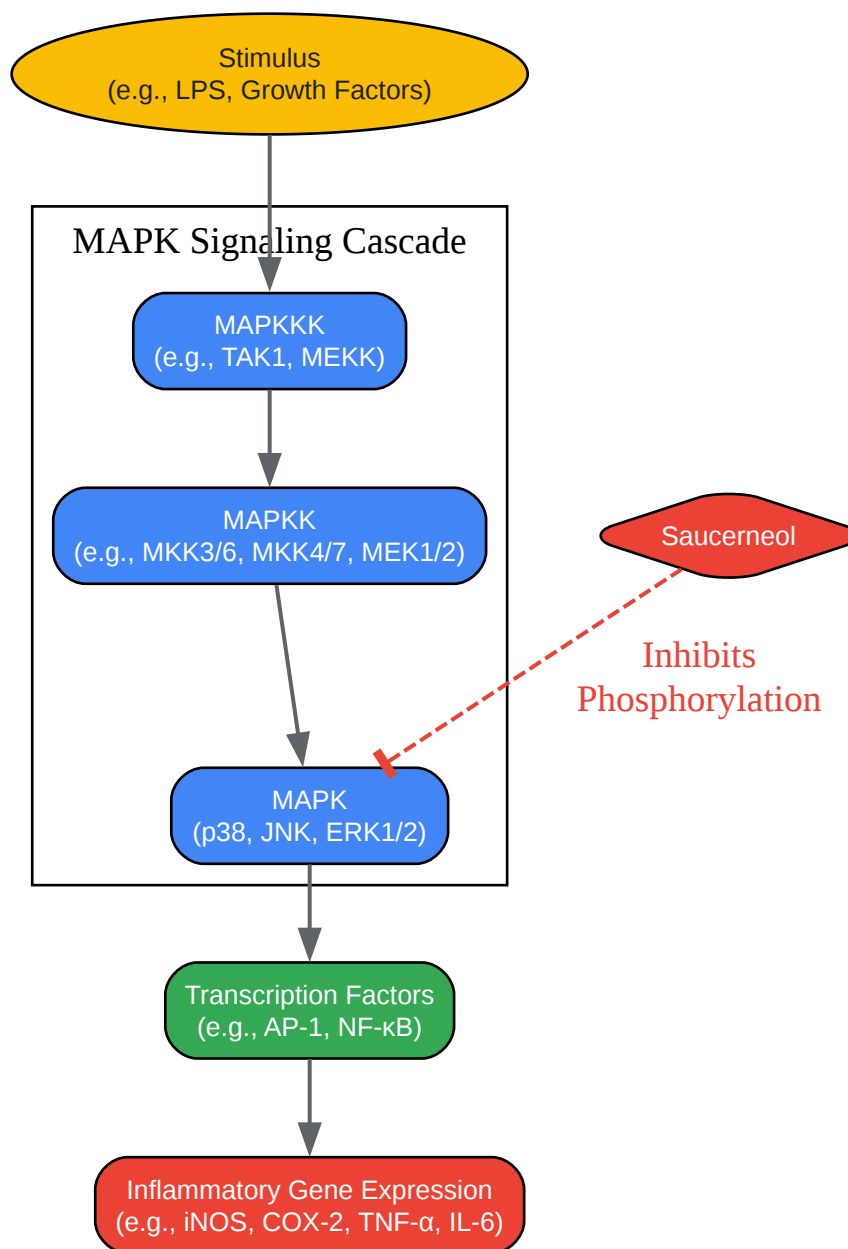 Stimulus
(e.g., LPS, Growth Factors)
MAPK Signaling Cascade
MAPKKK
(e.g., TAK1, MEKK)
MAPKK
(e.g., MKK3/6, MKK4/7, MEK1/2)
Saucerneol
Inhibits
Phosphorylation
MAPK
(p38, JNK, ERK1/2)
Transcription Factors
(e.g., AP-1, NF-κB)
Inflammatory Gene Expression
(e.g., iNOS, COX-2, TNF-α, IL-6)